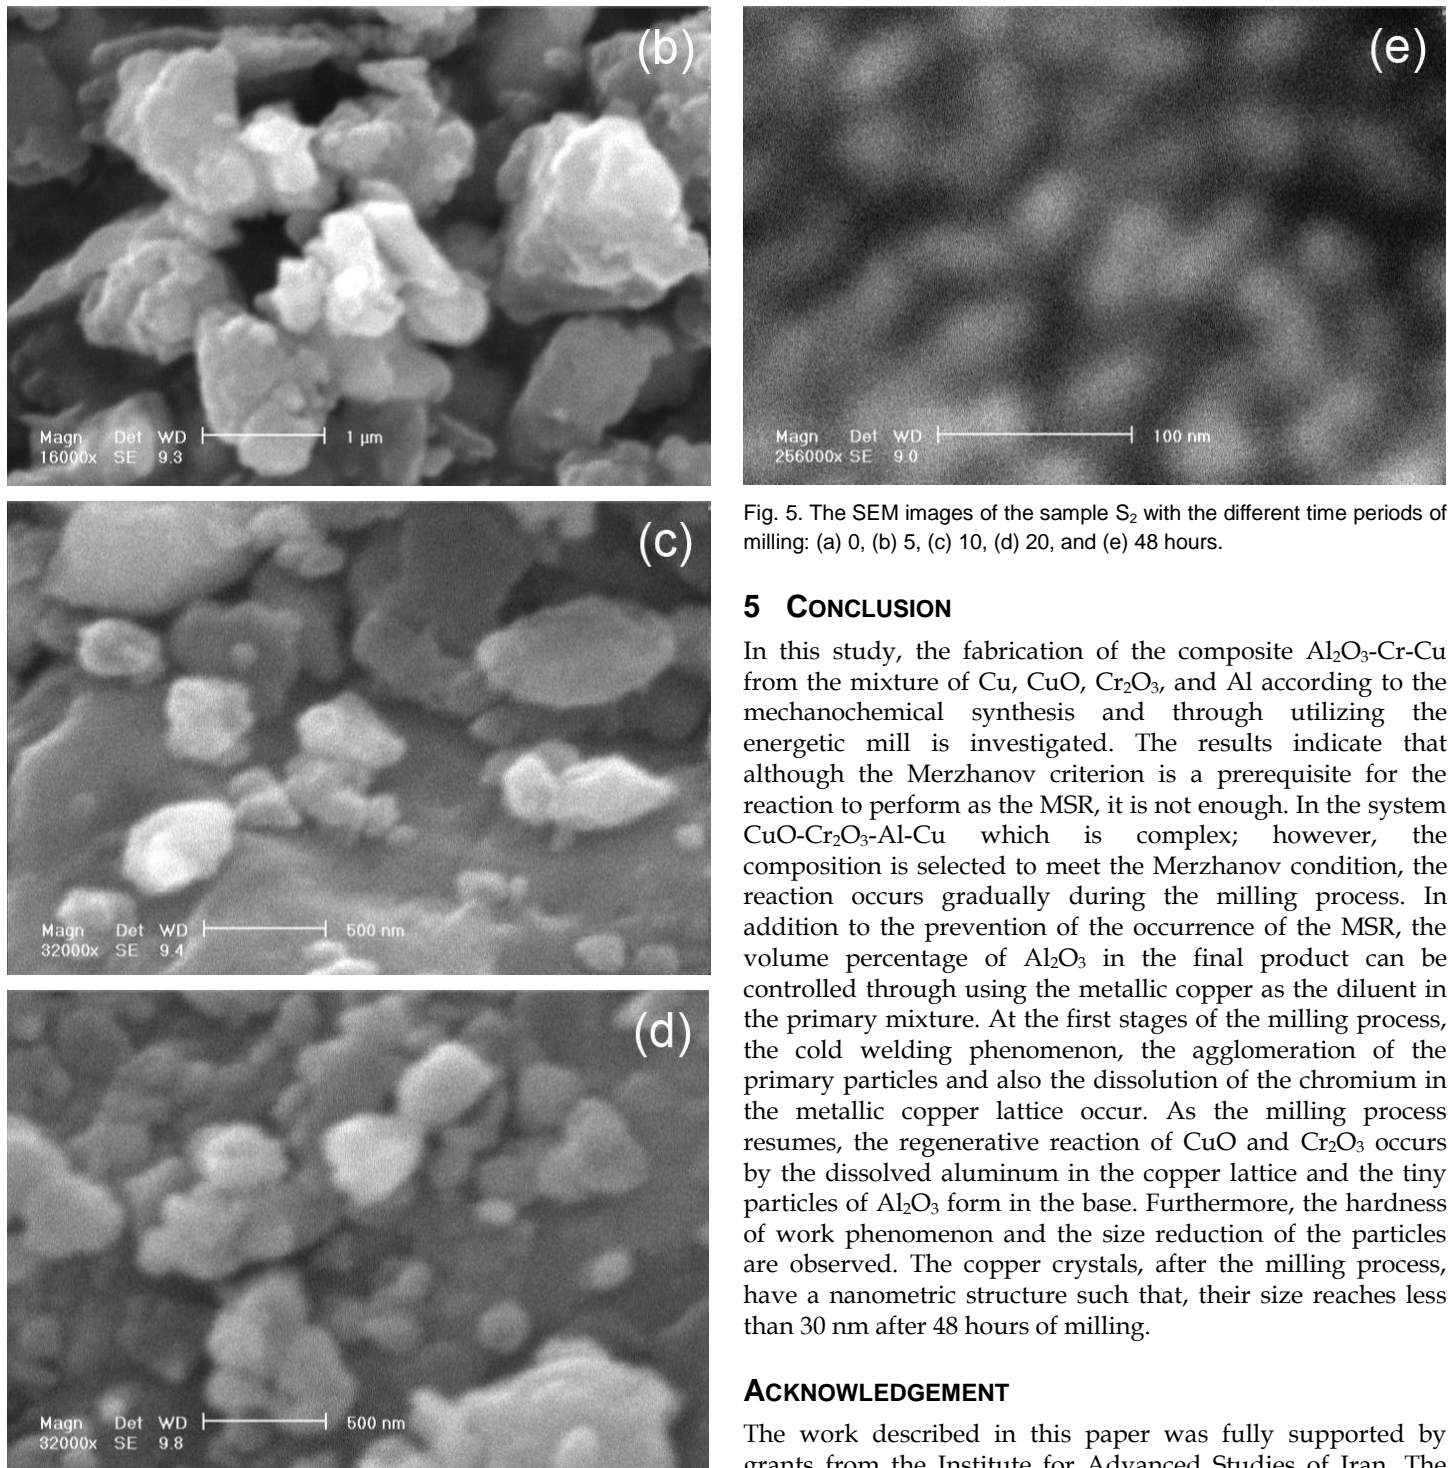 (b)
Magn Det WD 1 µm
16000x SE 9.3
(c)
Magn Det WD 500 nm
32000x SE 9.4
(d)
Magn Det WD 500 nm
32000x SE 9.8
(e)
Magn Det WD 100 nm
256000x SE 9.0
Fig. 5. The SEM images of the sample S₂ with the different time periods of
milling: (a) 0, (b) 5, (c) 10, (d) 20, and (e) 48 hours.
5 CONCLUSION
In this study, the fabrication of the composite Al₂O₃-Cr-Cu
from the mixture of Cu, CuO, Cr₂O₃, and Al according to the
mechanochemical synthesis and through utilizing the
energetic mill is investigated. The results indicate that
although the Merzhanov criterion is a prerequisite for the
reaction to perform as the MSR, it is not enough. In the system
CuO-Cr₂O₃-Al-Cu which is complex; however, the
composition is selected to meet the Merzhanov condition, the
reaction occurs gradually during the milling process. In
addition to the prevention of the occurrence of the MSR, the
volume percentage of Al₂O₃ in the final product can be
controlled through using the metallic copper as the diluent in
the primary mixture. At the first stages of the milling process,
the cold welding phenomenon, the agglomeration of the
primary particles and also the dissolution of the chromium in
the metallic copper lattice occur. As the milling process
resumes, the regenerative reaction of CuO and Cr₂O₃ occurs
by the dissolved aluminum in the copper lattice and the tiny
particles of Al₂O₃ form in the base. Furthermore, the hardness
of work phenomenon and the size reduction of the particles
are observed. The copper crystals, after the milling process,
have a nanometric structure such that, their size reaches less
than 30 nm after 48 hours of milling.
ACKNOWLEDGEMENT
The work described in this paper was fully supported by
grants from the Institute for Advanced Studies of Iran. The